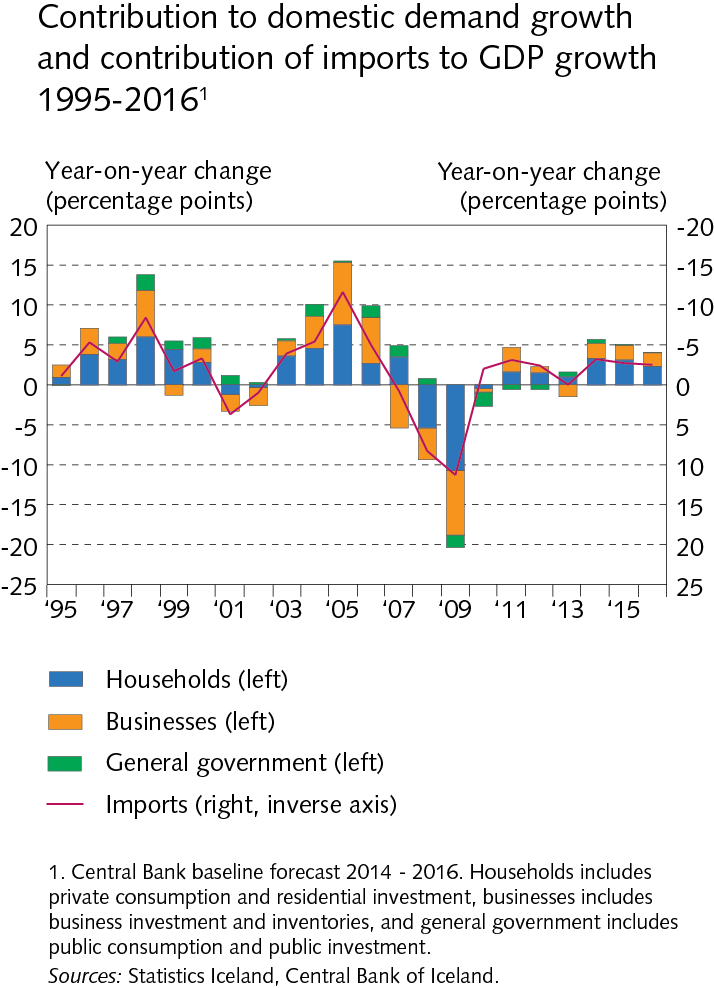 Contribution to domestic demand growth
and contribution of imports to GDP growth
1995-2016¹
Year-on-year change
(percentage points)
Year-on-year change
(percentage points)
20
15
10
5
0
-5
-10
-15
-20
-25
-20
-15
-10
-5
0
5
10
15
20
25
‘95 ‘97 ‘99 ‘01 ‘03 ‘05 ‘07 ‘09 ‘11 ‘13 ‘15
Households (left)
Businesses (left)
General government (left)
Imports (right, inverse axis)
1. Central Bank baseline forecast 2014 - 2016. Households includes
private consumption and residential investment, businesses includes
business investment and inventories, and general government includes
public consumption and public investment.
Sources: Statistics Iceland, Central Bank of Iceland.